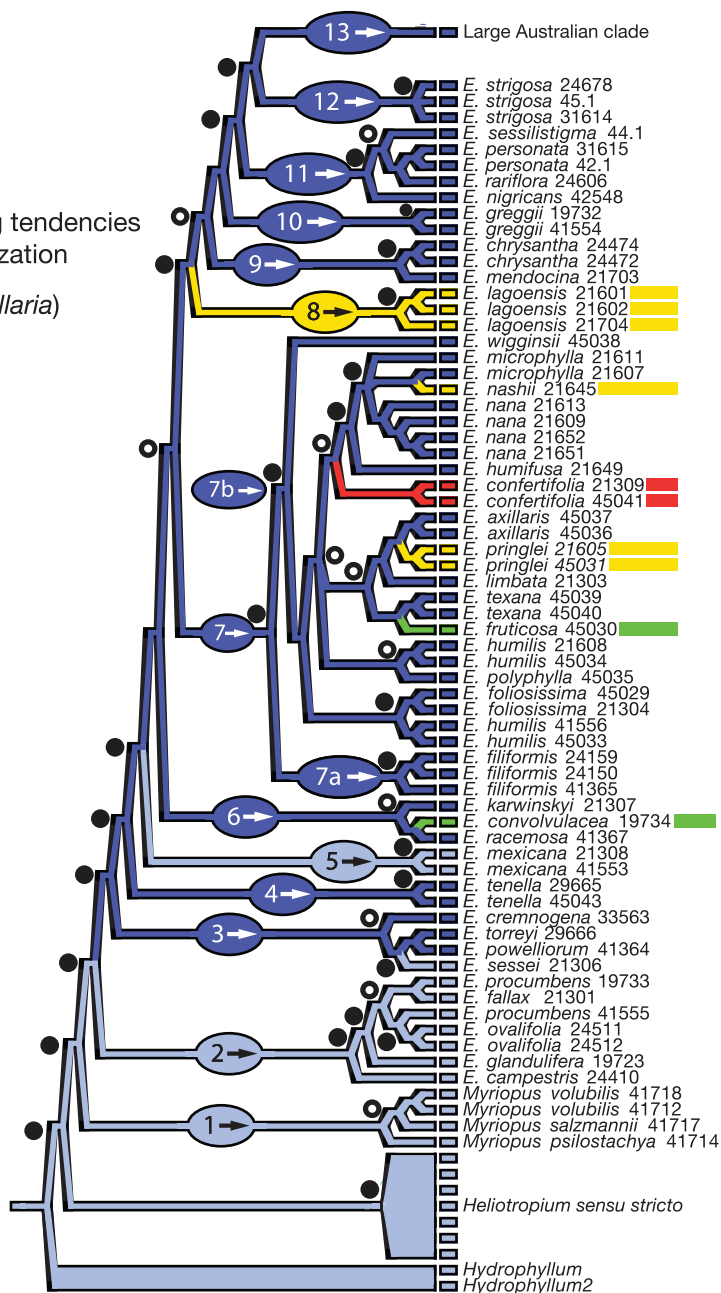 13
Large Australian clade
12
E. strigosa 24678
E. strigosa 45.1
E. strigosa 31614
E. sessilistigma 44.1
E. personata 31615
E. personata 42.1
11
E. rariflora 24606
E. nigricans 42548
g tendencies
10
E. greggii 19732
E. greggii 41554
zation
9
E. chrysantha 24474
E. chrysantha 24472
E. mendocina 21703
llaria)
8
E. lagoensis 21601
E. lagoensis 21602
E. lagoensis 21704
E. wigginsii 45038
E. microphylla 21611
E. microphylla 21607
E. nashii 21645
E. nana 21613
E. nana 21609
E. nana 21652
E. nana 21651
E. humifusa 21649
7b
E. confertifolia 21309
E. confertifolia 45041
E. axillaris 45037
E. axillaris 45036
E. pringlei 21605
E. pringlei 45031
E. limbata 21303
E. texana 45039
E. texana 45040
7
E. fruticosa 45030
E. humilis 21608
E. humilis 45034
E. polyphylla 45035
E. foliosissima 45029
E. foliosissima 21304
E. humilis 41556
E. humilis 45033
7a
E. filiformis 24159
E. filiformis 24150
E. filiformis 41365
6
E. karwinskyi 21307
E. convolvulacea 19734
E. racemosa 41367
5
E. mexicana 21308
E. mexicana 41553
4
E. tenella 29665
E. tenella 45043
3
E. cremnogena 33563
E. torreyi 29666
E. powelliorum 41364
E. sessei 21306
2
E. procumbens 19733
E. fallax 21301
E. procumbens 41555
E. ovalifolia 24511
E. ovalifolia 24512
E. glandulifera 19723
E. campestris 24410
1
Myriopus volubilis 41718
Myriopus volubilis 41712
Myriopus salzmannii 41717
Myriopus psilostachya 41714
Heliotropium sensu stricto
Hydrophyllum
Hydrophyllum2